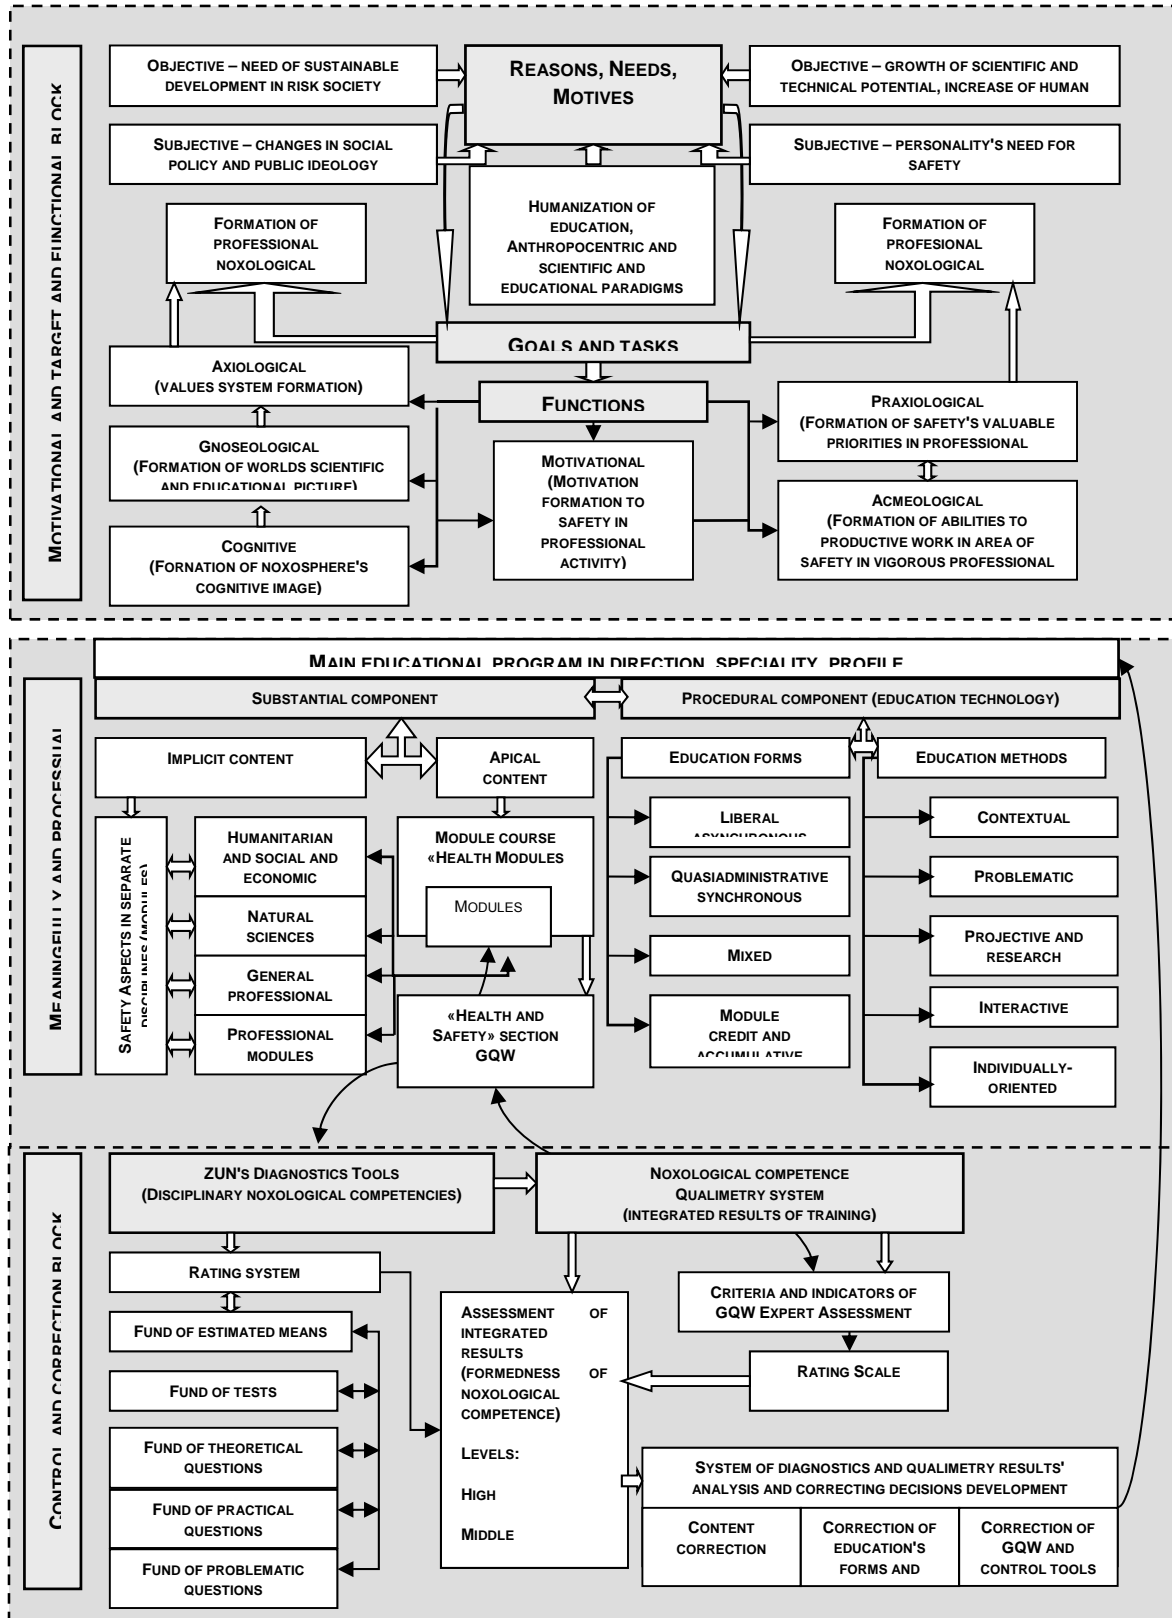 MOTIVATIONAL AND TARGET AND FUNCTIONAL BLOCK
OBJECTIVE – NEED OF SUSTAINABLE
DEVELOPMENT IN RISK SOCIETY
REASONS, NEEDS,
MOTIVES
OBJECTIVE – GROWTH OF SCIENTIFIC AND
TECHNICAL POTENTIAL, INCREASE OF HUMAN
SUBJECTIVE – CHANGES IN SOCIAL
POLICY AND PUBLIC IDEOLOGY
SUBJECTIVE – PERSONALITY'S NEED FOR
SAFETY
HUMANIZATION OF
EDUCATION,
ANTHROPOCENTRIC AND
SCIENTIFIC AND
EDUCATIONAL PARADIGMS
FORMATION OF
PROFESSIONAL
NOXOLOGICAL
FORMATION OF
PROFESIONAL
NOXOLOGICAL
GOALS AND TASKS
AXIOLOGICAL
(VALUES SYSTEM FORMATION)
FUNCTIONS
PRAXIOLOGICAL
(FORMATION OF SAFETY'S VALUABLE
PRIORITIES IN PROFESSIONAL
GNOSEOLOGICAL
(FORMATION OF WORLDS SCIENTIFIC
AND EDUCATIONAL PICTURE)
MOTIVATIONAL
(MOTIVATION
FORMATION TO
SAFETY IN
PROFESSIONAL
ACTIVITY)
ACMEOLOGICAL
(FORMATION OF ABILITIES TO
PRODUCTIVE WORK IN AREA OF
SAFETY IN VIGOROUS PROFESSIONAL
COGNITIVE
(FORNATION OF NOXOSPHERE'S
COGNITIVE IMAGE)
MEANINGFULLY AND PROCESSIAL
MAIN EDUCATIONAL PROGRAM IN DIRECTION, SPECIALITY, PROFILE
SUBSTANTIAL COMPONENT
PROCEDURAL COMPONENT (EDUCATION TECHNOLOGY)
IMPLICIT CONTENT
APICAL
CONTENT
EDUCATION FORMS
EDUCATION METHODS
SAFETY ASPECTS IN SEPARATE
DISCIPLINES (MODULES)
HUMANITARIAN
AND SOCIAL AND
ECONOMIC
NATURAL
SCIENCES
GENERAL
PROFESSIONAL
PROFESSIONAL
MODULES
MODULE COURSE
«HEALTH MODULES
MODULES
«HEALTH AND
SAFETY» SECTION
GQW
LIBERAL
ASYNCHRONOUS
QUASIADMINISTRATIVE
SYNCHRONOUS
MIXED
MODULE
CREDIT AND
ACCUMULATIVE
CONTEXTUAL
PROBLEMATIC
PROJECTIVE AND
RESEARCH
INTERACTIVE
INDIVIDUALLY-
ORIENTED
CONTROL AND CORRECTION BLOCK
ZUN'S DIAGNOSTICS TOOLS
(DISCIPLINARY NOXOLOGICAL COMPETENCIES)
NOXOLOGICAL COMPETENCE
QUALIMETRY SYSTEM
(INTEGRATED RESULTS OF TRAINING)
RATING SYSTEM
FUND OF ESTIMATED MEANS
FUND OF TESTS
FUND OF THEORETICAL
QUESTIONS
FUND OF PRACTICAL
QUESTIONS
FUND OF PROBLEMATIC
QUESTIONS
ASSESSMENT OF
INTEGRATED
RESULTS
(FORMEDNESS OF
NOXOLOGICAL
COMPETENCE)
LEVELS:
HIGH
MIDDLE
CRITERIA AND INDICATORS OF
GQW EXPERT ASSESSMENT
RATING SCALE
SYSTEM OF DIAGNOSTICS AND QUALIMETRY RESULTS'
ANALYSIS AND CORRECTING DECISIONS DEVELOPMENT
CONTENT
CORRECTION
CORRECTION OF
EDUCATION'S
FORMS AND
CORRECTION OF
GQW AND
CONTROL TOOLS